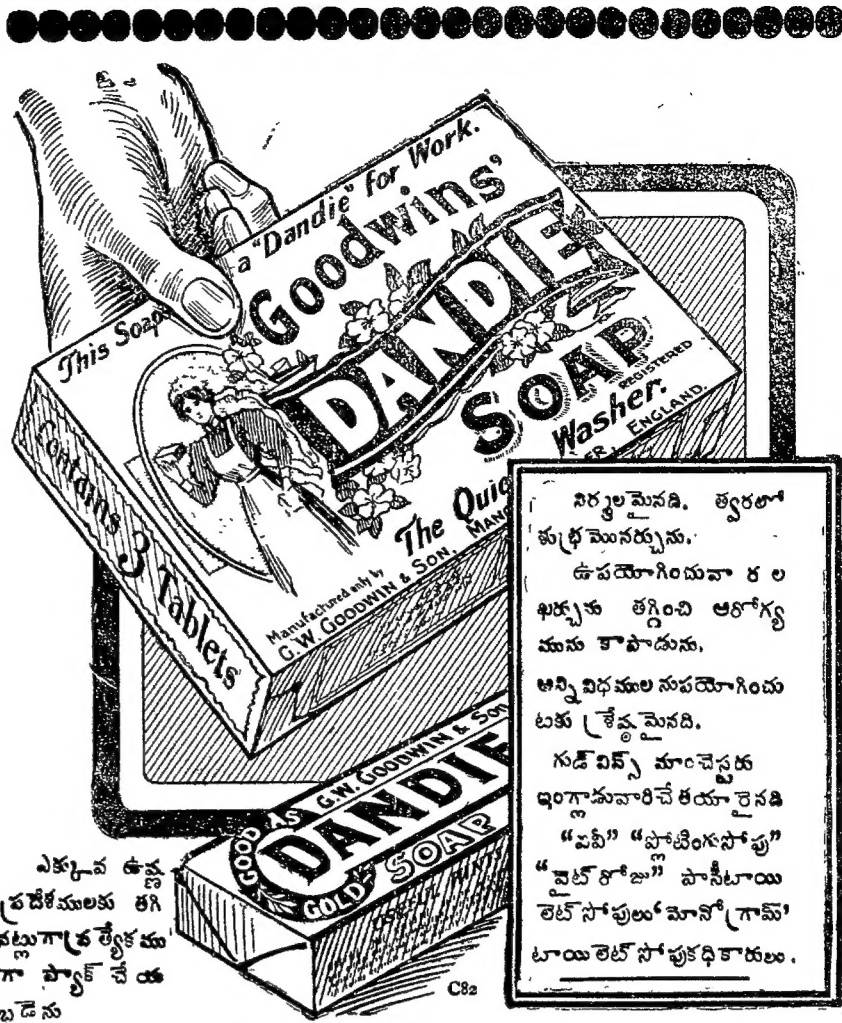 This Soap a "Dandie" for Work.
Goodwins'
DANDIE
SOAP
REGISTERED
The Quick Washer.
Manufactured only by
G.W. GOODWIN & SON, ENGLAND.
Contains 3 Tablets
GOOD AS GOLD
G.W. GOODWIN & Son
DANDIE
SOAP
నిర్మలమైనది. త్వరలో
శుభ్రమొనర్చును.
ఉపయోగించువారల
ఖర్చును తగ్గించి ఆరోగ్య
మును కాపాడును.
అన్నివిధముల నుపయోగించు
టకు శ్రేష్ఠమైనది.
గుడ్ విన్స్ మాంచెస్టరు
ఇంగ్లాడువారిచే తయారైనది
“ఐవీ” “ఫ్లోటింగుసోపు”
“వైట్ రోజు” పానీటాయి
లెట్ సోపులు ‘మోనోగ్రామ్’
టాయిలెట్ సోపుకధికారులు.
ఎక్కువ ఉష్ణ
ప్రదేశములకు తగి
నట్లుగా ప్రత్యేకము
గా ప్యాక్ చేయ
బడెను
C82